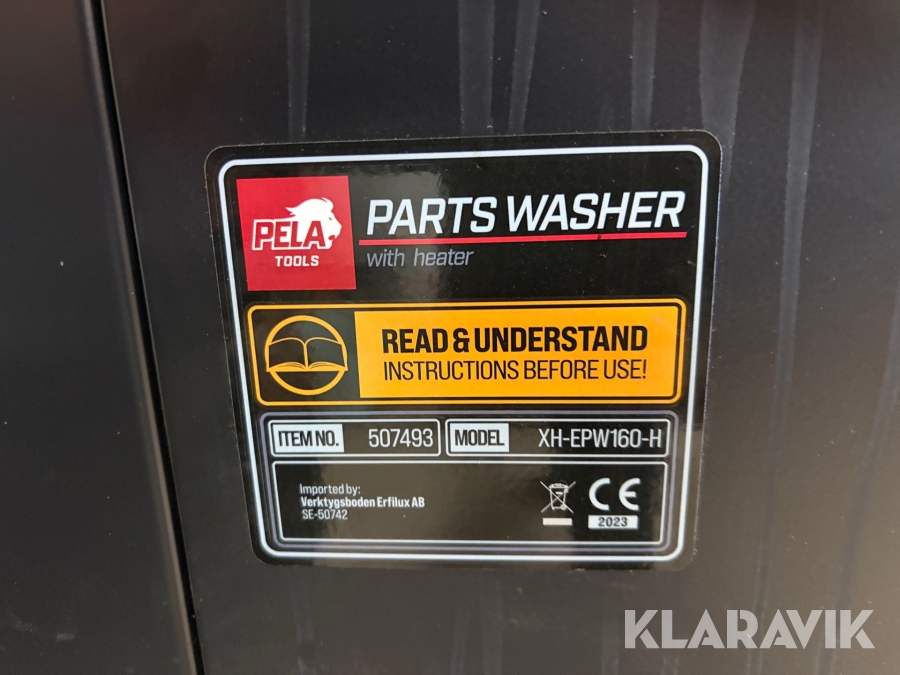 PELA
TOOLS
PARTS WASHER
with heater
READ & UNDERSTAND
INSTRUCTIONS BEFORE USE!
ITEM NO. 507493 MODEL XH-EPW160-H
Imported by:
Verktygsboden Erfilux AB
SE-50742
CE
2023
KLARAVIK